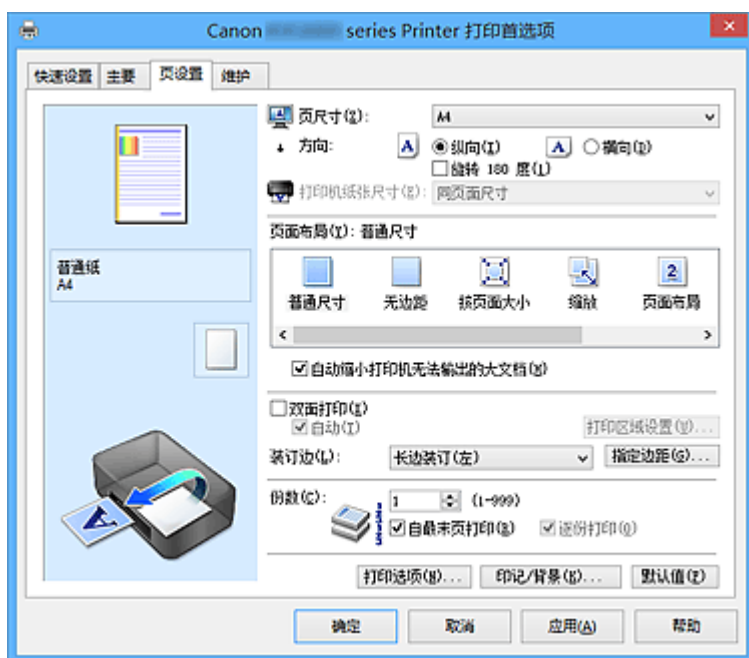 Canon series Printer 打印首选项
快速设置 主要 页设置 维护
页尺寸(Z): A4
方向: A 纵向(I) A 横向(D)
旋转 180 度(L)
打印机纸张尺寸(R): 同页面尺寸
页面布局(Y): 普通尺寸
普通纸
A4
2
普通尺寸 无边距 按页面大小 缩放 页面布局
自动缩小打印机无法输出的大文档(X)
双面打印(K)
自动(T) 打印区域设置(U)...
装订边(L): 长边装订(左) 指定边距(G)...
份数(C): 1 (1-999)
自最末页打印(B) 逐份打印(O)
A
打印选项(N)... 印记/背景(E)... 默认值(F)
确定 取消 应用(A) 帮助